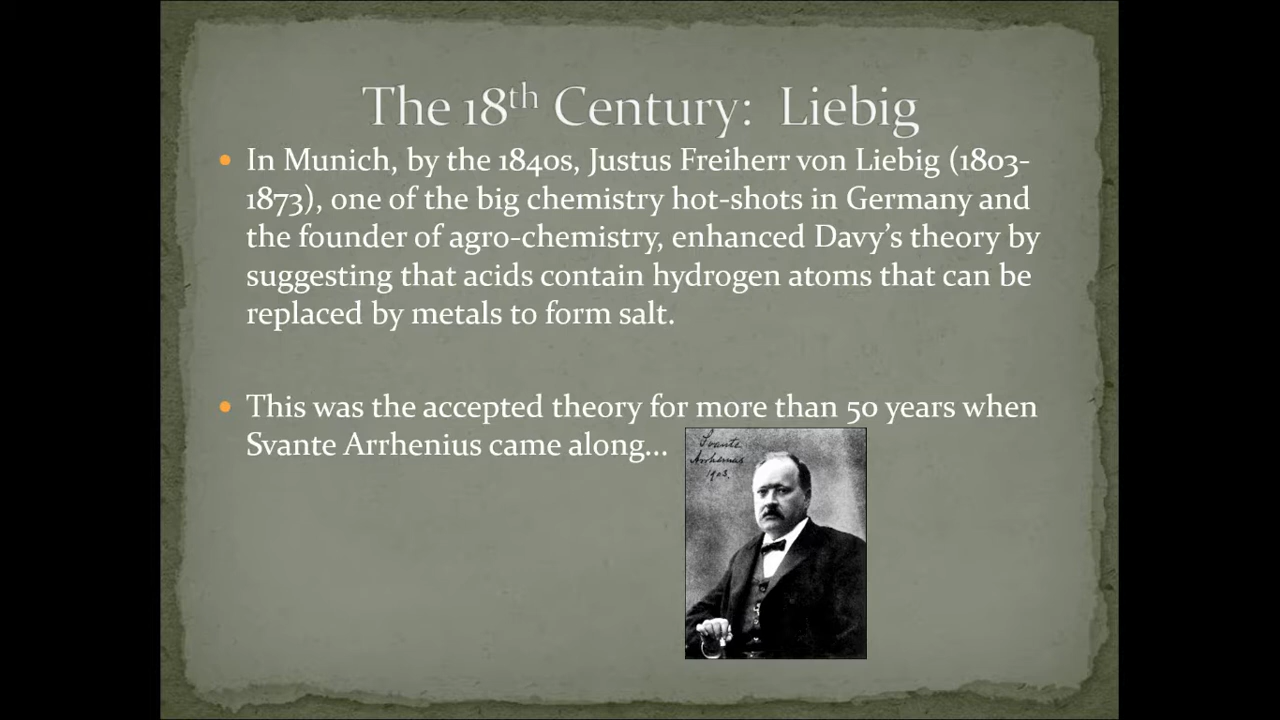 The 18th Century: Liebig
• In Munich, by the 1840s, Justus Freiherr von Liebig (1803-
1873), one of the big chemistry hot-shots in Germany and
the founder of agro-chemistry, enhanced Davy's theory by
suggesting that acids contain hydrogen atoms that can be
replaced by metals to form salt.
• This was the accepted theory for more than 50 years when
Svante Arrhenius came along...
Svante
Arrhenius
1903.